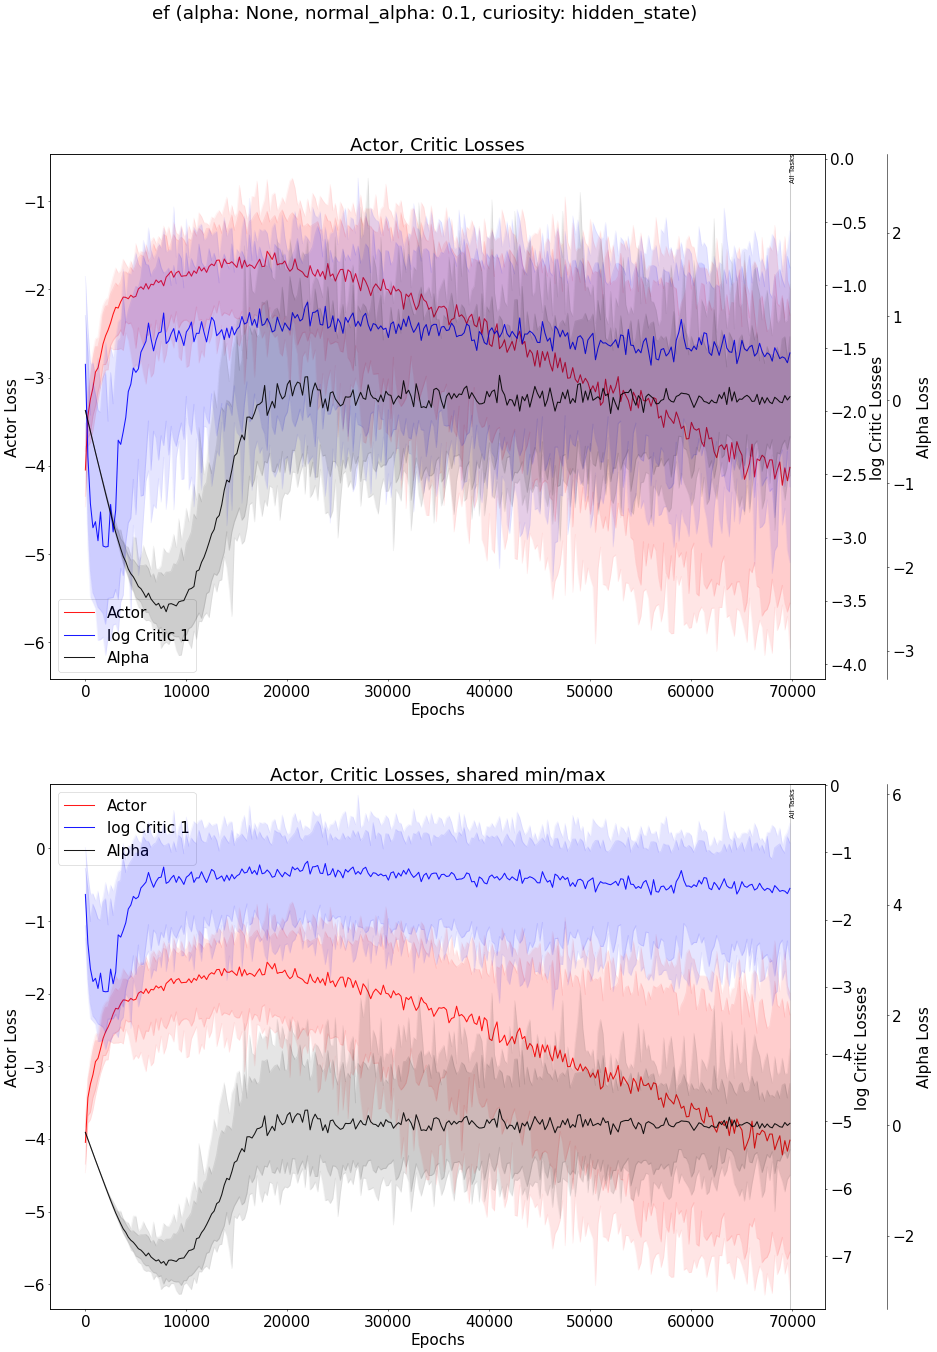 ef (alpha: None, normal_alpha: 0.1, curiosity: hidden_state)
Actor, Critic Losses
All Tasks
−1
−2
−3
−4
−5
−6
Actor Loss
0.0
−0.5
−1.0
−1.5
−2.0
−2.5
−3.0
−3.5
−4.0
log Critic Losses
2
1
0
−1
−2
−3
Alpha Loss
Actor
log Critic 1
Alpha
0 10000 20000 30000 40000 50000 60000 70000
Epochs
Actor, Critic Losses, shared min/max
All Tasks
Actor
log Critic 1
Alpha
0
−1
−2
−3
−4
−5
−6
Actor Loss
0
−1
−2
−3
−4
−5
−6
−7
log Critic Losses
6
4
2
0
−2
Alpha Loss
0 10000 20000 30000 40000 50000 60000 70000
Epochs